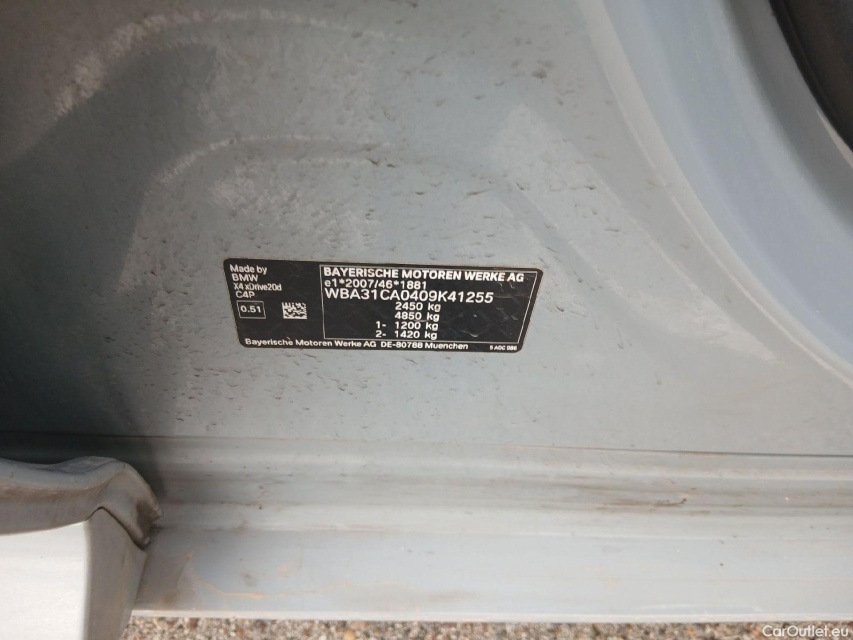 Made by
BMW
X4 xDrive20d
C4P
0.51
BAYERISCHE MOTOREN WERKE AG
e1*2007/46*1881
WBA31CA0409K41255
2450 kg
4850 kg
1- 1200 kg
2- 1420 kg
Bayerische Motoren Werke AG DE-80788 Muenchen
CarOutlet.eu